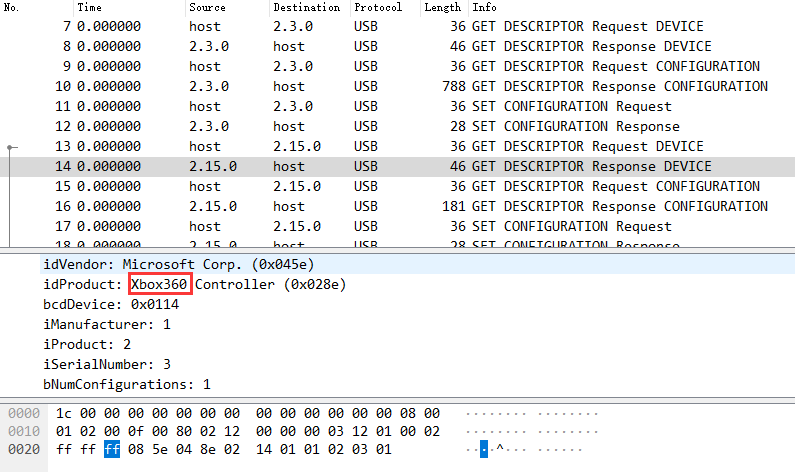 No. Time Source Destination Protocol Length Info
7 0.000000 host 2.3.0 USB 36 GET DESCRIPTOR Request DEVICE
8 0.000000 2.3.0 host USB 46 GET DESCRIPTOR Response DEVICE
9 0.000000 host 2.3.0 USB 36 GET DESCRIPTOR Request CONFIGURATION
10 0.000000 2.3.0 host USB 788 GET DESCRIPTOR Response CONFIGURATION
11 0.000000 host 2.3.0 USB 36 SET CONFIGURATION Request
12 0.000000 2.3.0 host USB 28 SET CONFIGURATION Response
13 0.000000 host 2.15.0 USB 36 GET DESCRIPTOR Request DEVICE
14 0.000000 2.15.0 host USB 46 GET DESCRIPTOR Response DEVICE
15 0.000000 host 2.15.0 USB 36 GET DESCRIPTOR Request CONFIGURATION
16 0.000000 2.15.0 host USB 181 GET DESCRIPTOR Response CONFIGURATION
17 0.000000 host 2.15.0 USB 36 SET CONFIGURATION Request
18 0.000000 2.15.0 host USB 28 SET CONFIGURATION Response
idVendor: Microsoft Corp. (0x045e)
idProduct: Xbox360 Controller (0x028e)
bcdDevice: 0x0114
iManufacturer: 1
iProduct: 2
iSerialNumber: 3
bNumConfigurations: 1
0000 1c 00 00 00 00 00 00 00 00 00 00 00 00 00 08 00 ········ ········
0010 01 02 00 0f 00 80 02 12 00 00 00 03 12 01 00 02 ········ ········
0020 ff ff ff 08 5e 04 8e 02 14 01 01 02 03 01 ····^··· ······